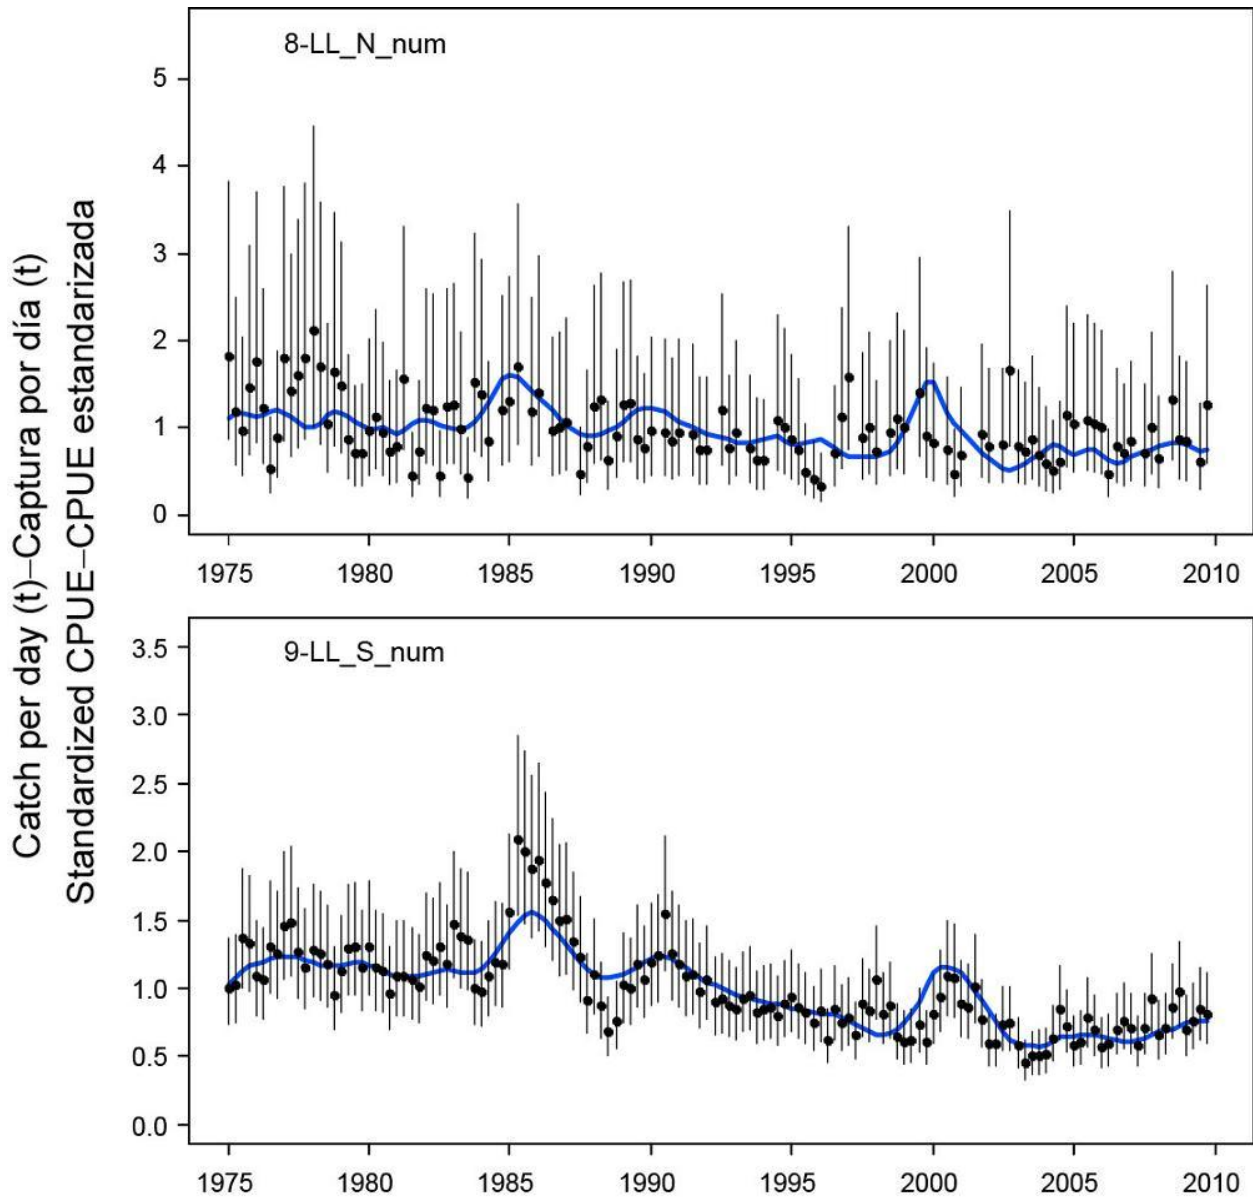 Catch per day (t)–Captura por día (t)
Standardized CPUE–CPUE estandarizada
8-LL_N_num
5
4
3
2
1
0
1975 1980 1985 1990 1995 2000 2005 2010
9-LL_S_num
3.5
3.0
2.5
2.0
1.5
1.0
0.5
0.0
1975 1980 1985 1990 1995 2000 2005 2010